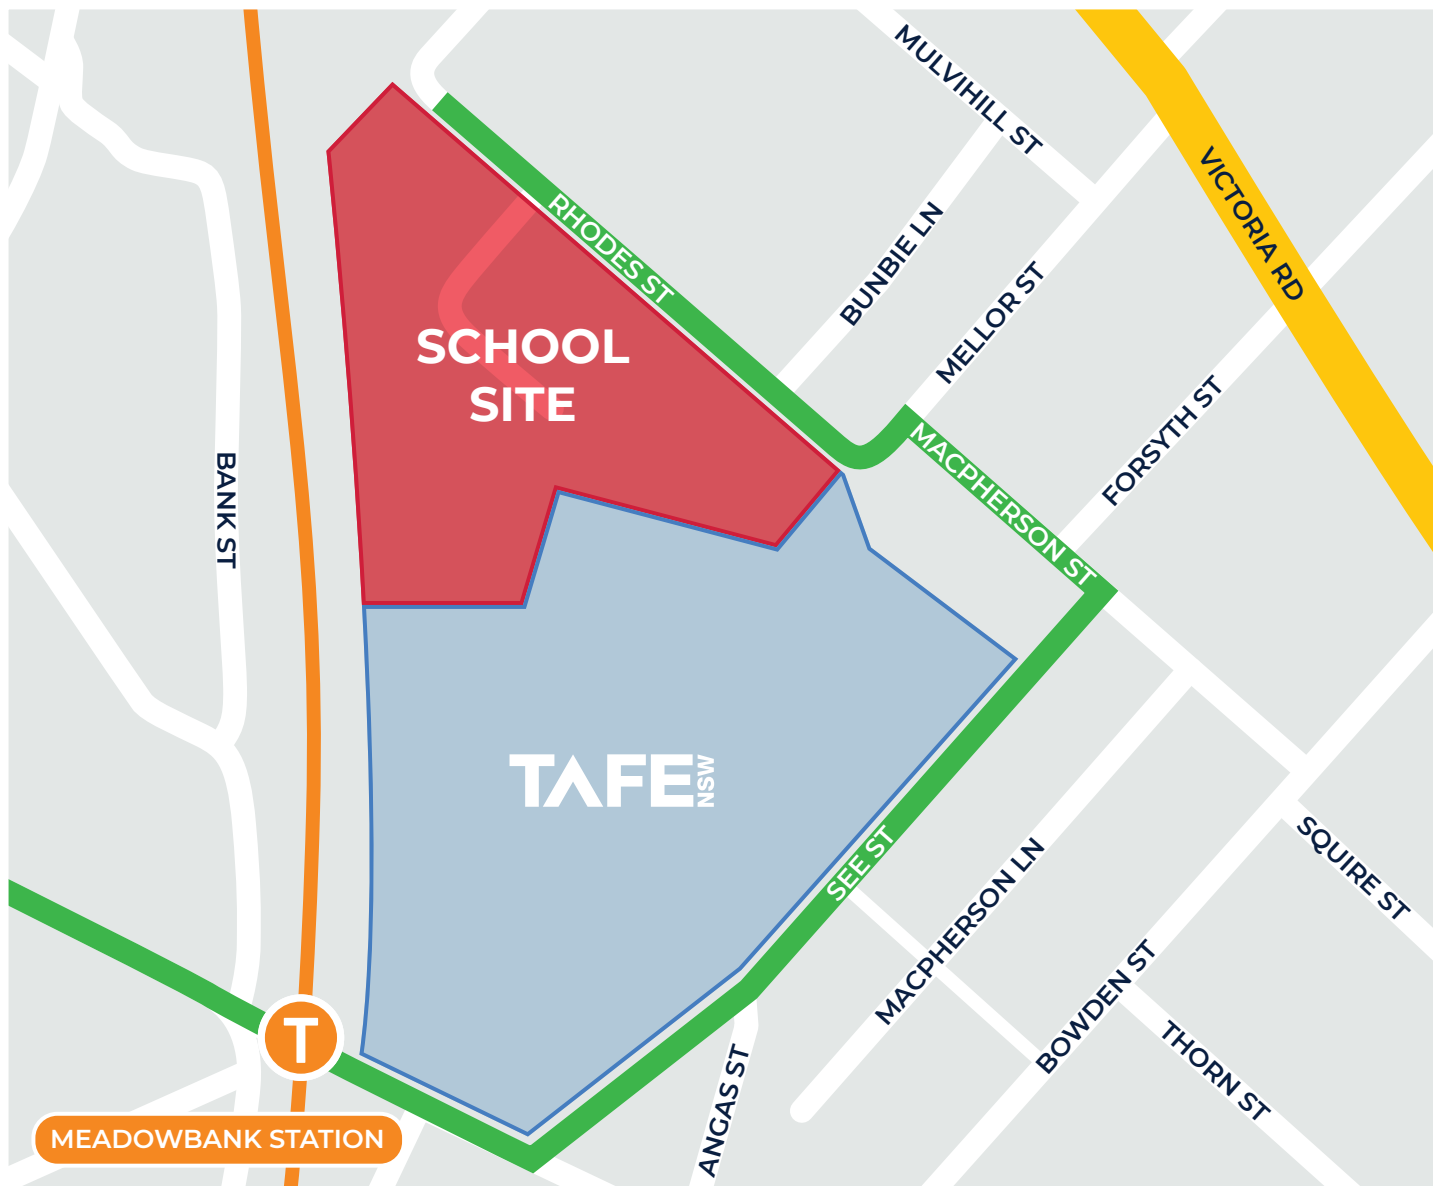 MULVIHILL ST
VICTORIA RD
RHODES ST
BUNBIE LN
MELLOR ST
SCHOOL
SITE
FORSYTH ST
MACPHERSON ST
BANK ST
TAFE
NSW
SEE ST
MACPHERSON LN
SQUIRE ST
BOWDEN ST
THORN ST
T
ANGAS ST
MEADOWBANK STATION